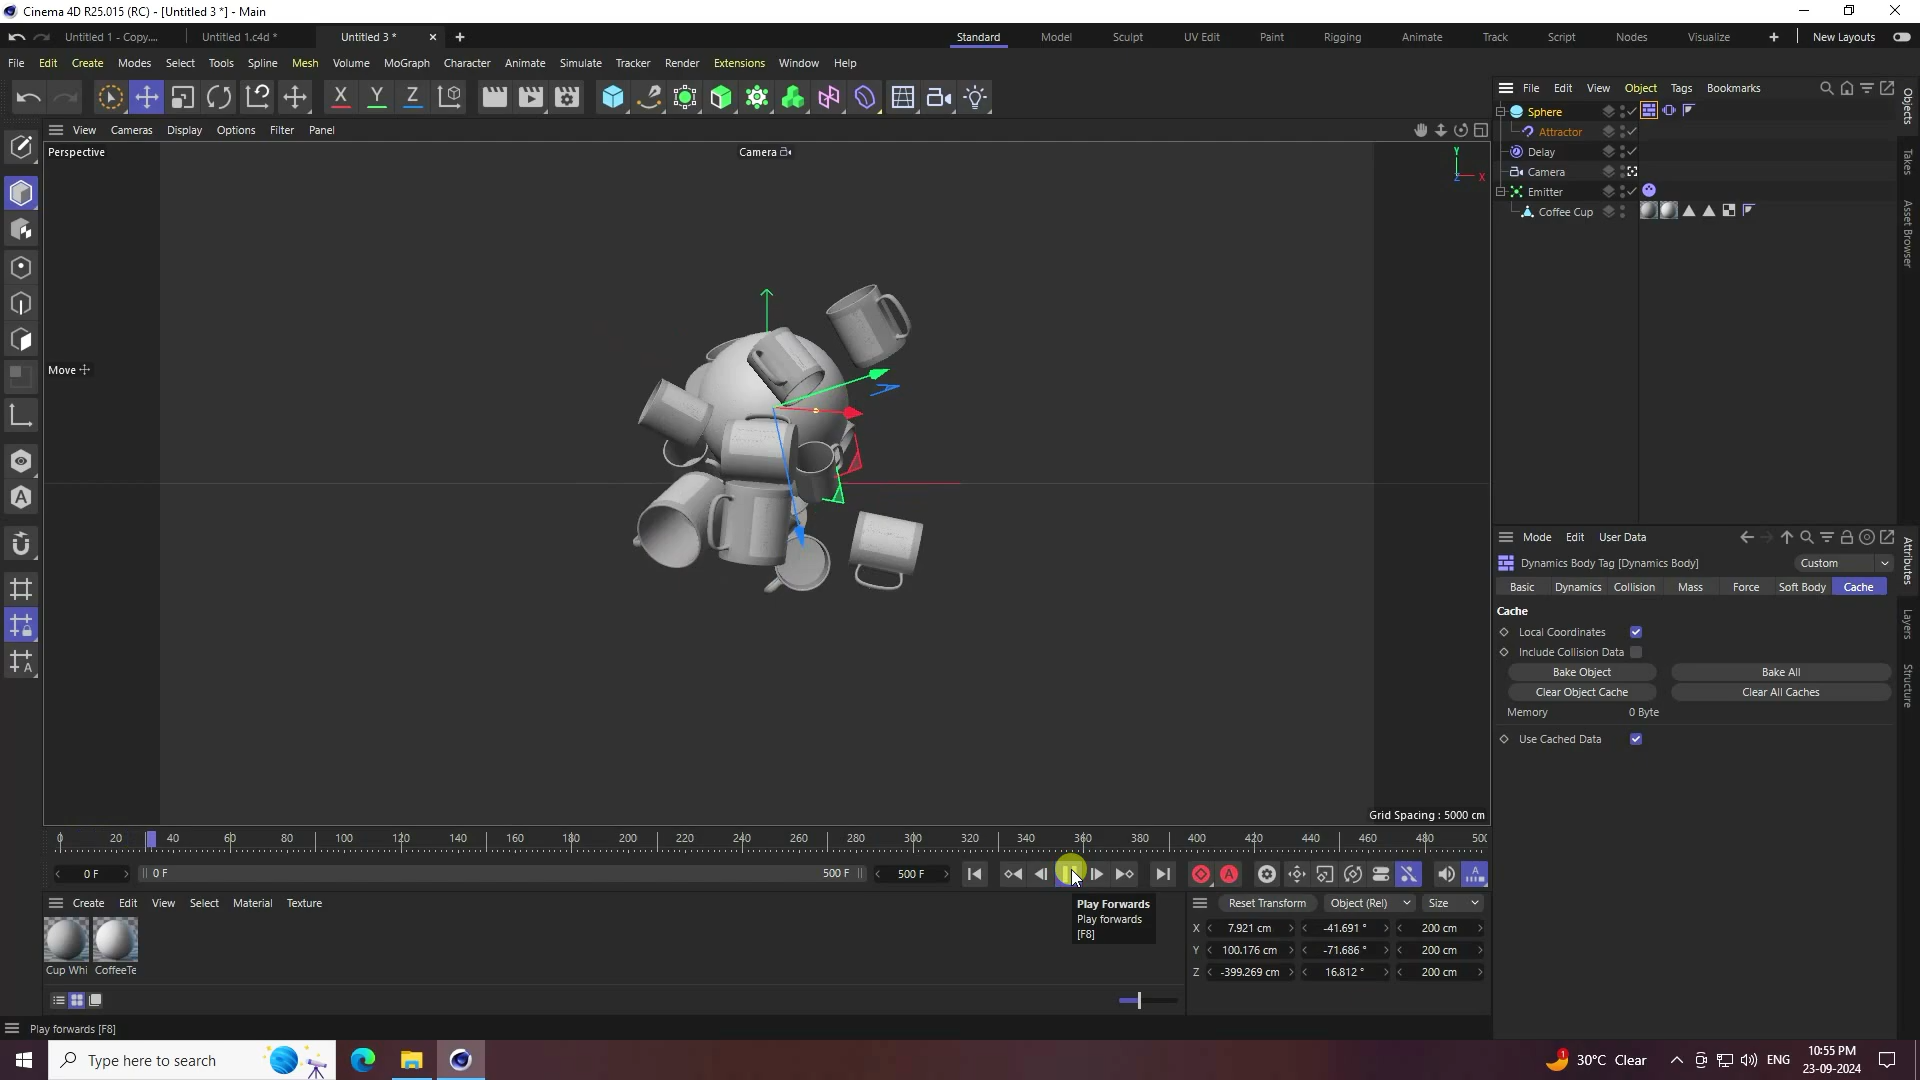 Cinema 4D R25.015 (RC) - [Untitled 3 *] - Main
Untitled 1 - Copy....
Untitled 1.c4d *
Untitled 3 *
Standard Model Sculpt UV Edit Paint Rigging Animate Track Script Nodes Visualize New Layouts
File Edit Create Modes Select Tools Spline Mesh Volume MoGraph Character Animate Simulate Tracker Render Extensions Window Help
X Y Z
View Cameras Display Options Filter Panel
Perspective
Camera
Y
X
Z
Move
Grid Spacing : 5000 cm
File Edit View Object Tags Bookmarks
Sphere
Attractor
Delay
Camera
Emitter
Coffee Cup
Objects
Takes
Asset Browser
Mode Edit User Data
Dynamics Body Tag [Dynamics Body]
Custom
Basic Dynamics Collision Mass Force Soft Body Cache
Cache
Local Coordinates
Include Collision Data
Bake Object Bake All
Clear Object Cache Clear All Caches
Memory 0 Byte
Use Cached Data
Attributes
Layers
Structure
0 20 40 60 80 100 120 140 160 180 200 220 240 260 280 300 320 340 360 380 400 420 440 460 480 500
0 F 0 F 500 F 500 F
Play Forwards
Play forwards
[F8]
Create Edit View Select Material Texture
Cup Whi CoffeeTe
Reset Transform Object (Rel) Size
X 7.921 cm -41.691 ° 200 cm
Y 100.176 cm -71.686 ° 200 cm
Z -399.269 cm 16.812 ° 200 cm
Play forwards [F8]
Type here to search
1
30°C Clear
ENG
10:55 PM
23-09-2024